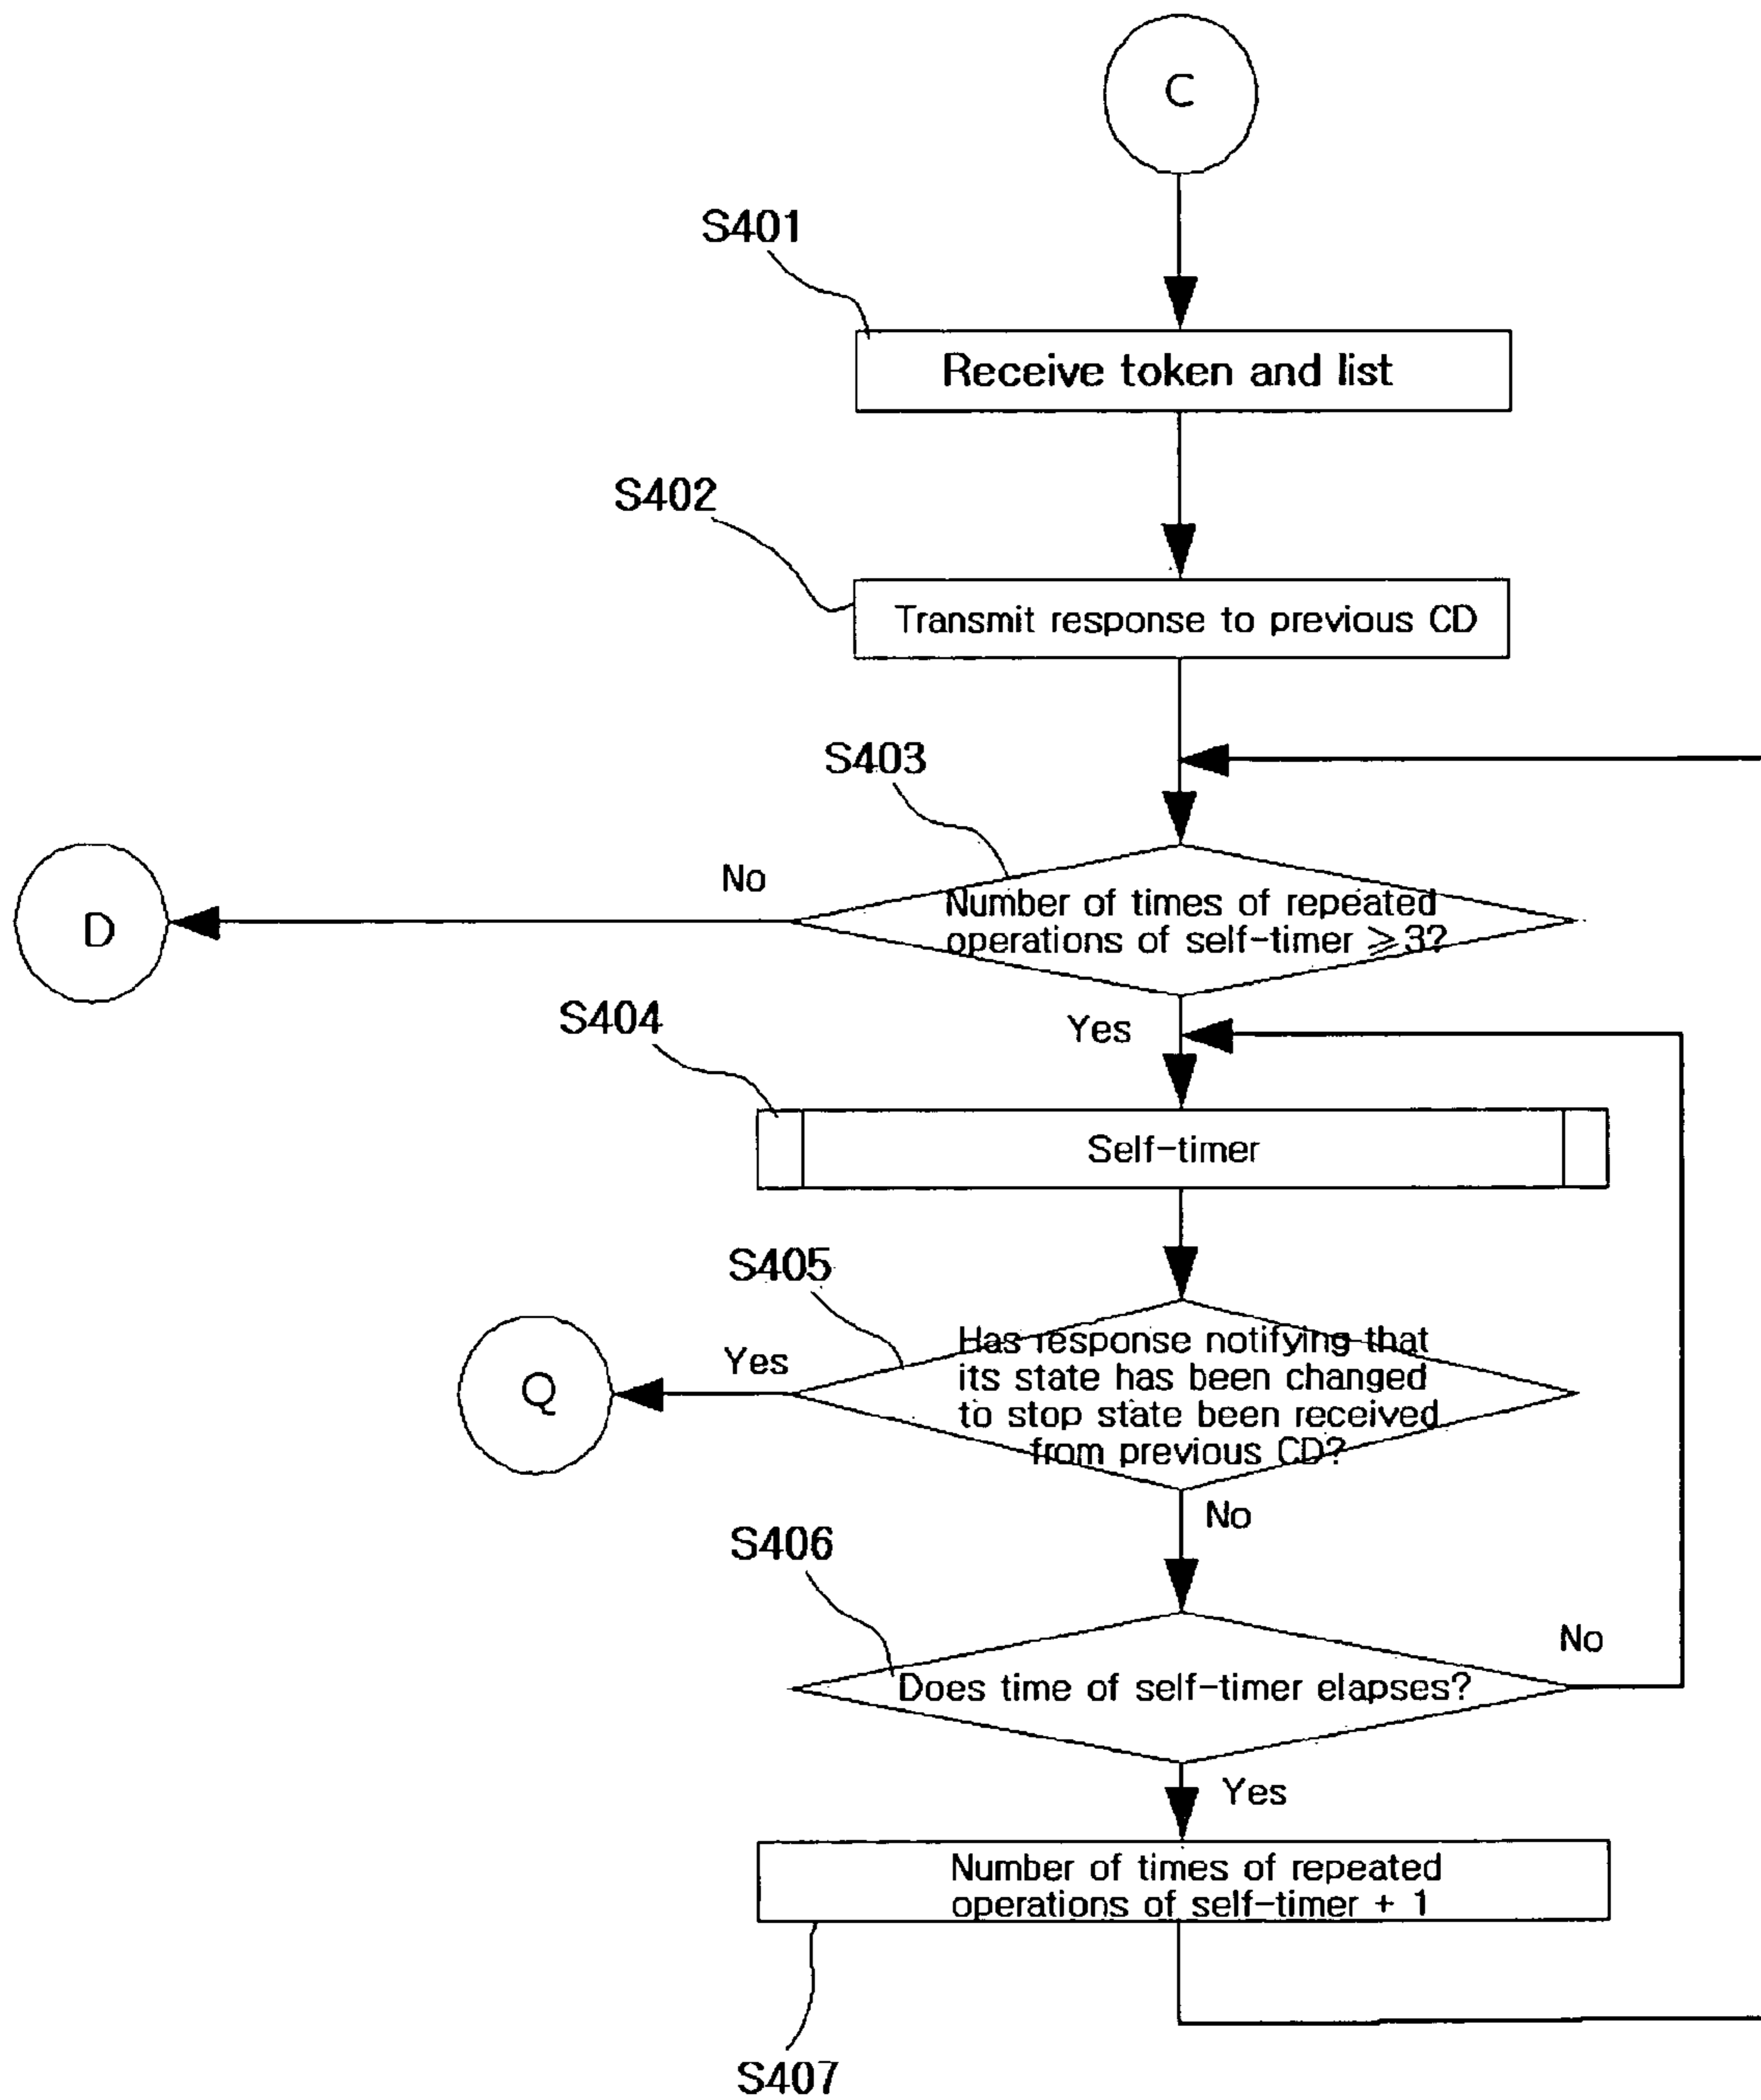 C
S401
Receive token and list
S402
Transmit response to previous CD
S403
No
Number of times of repeated
operations of self-timer ≥3?
D
S404
Yes
Self-timer
S405
Yes
Has response notifying that
its state has been changed
to stop state been received
from previous CD?
Q
No
S406
No
Does time of self-timer elapses?
Yes
Number of times of repeated
operations of self-timer + 1
S407